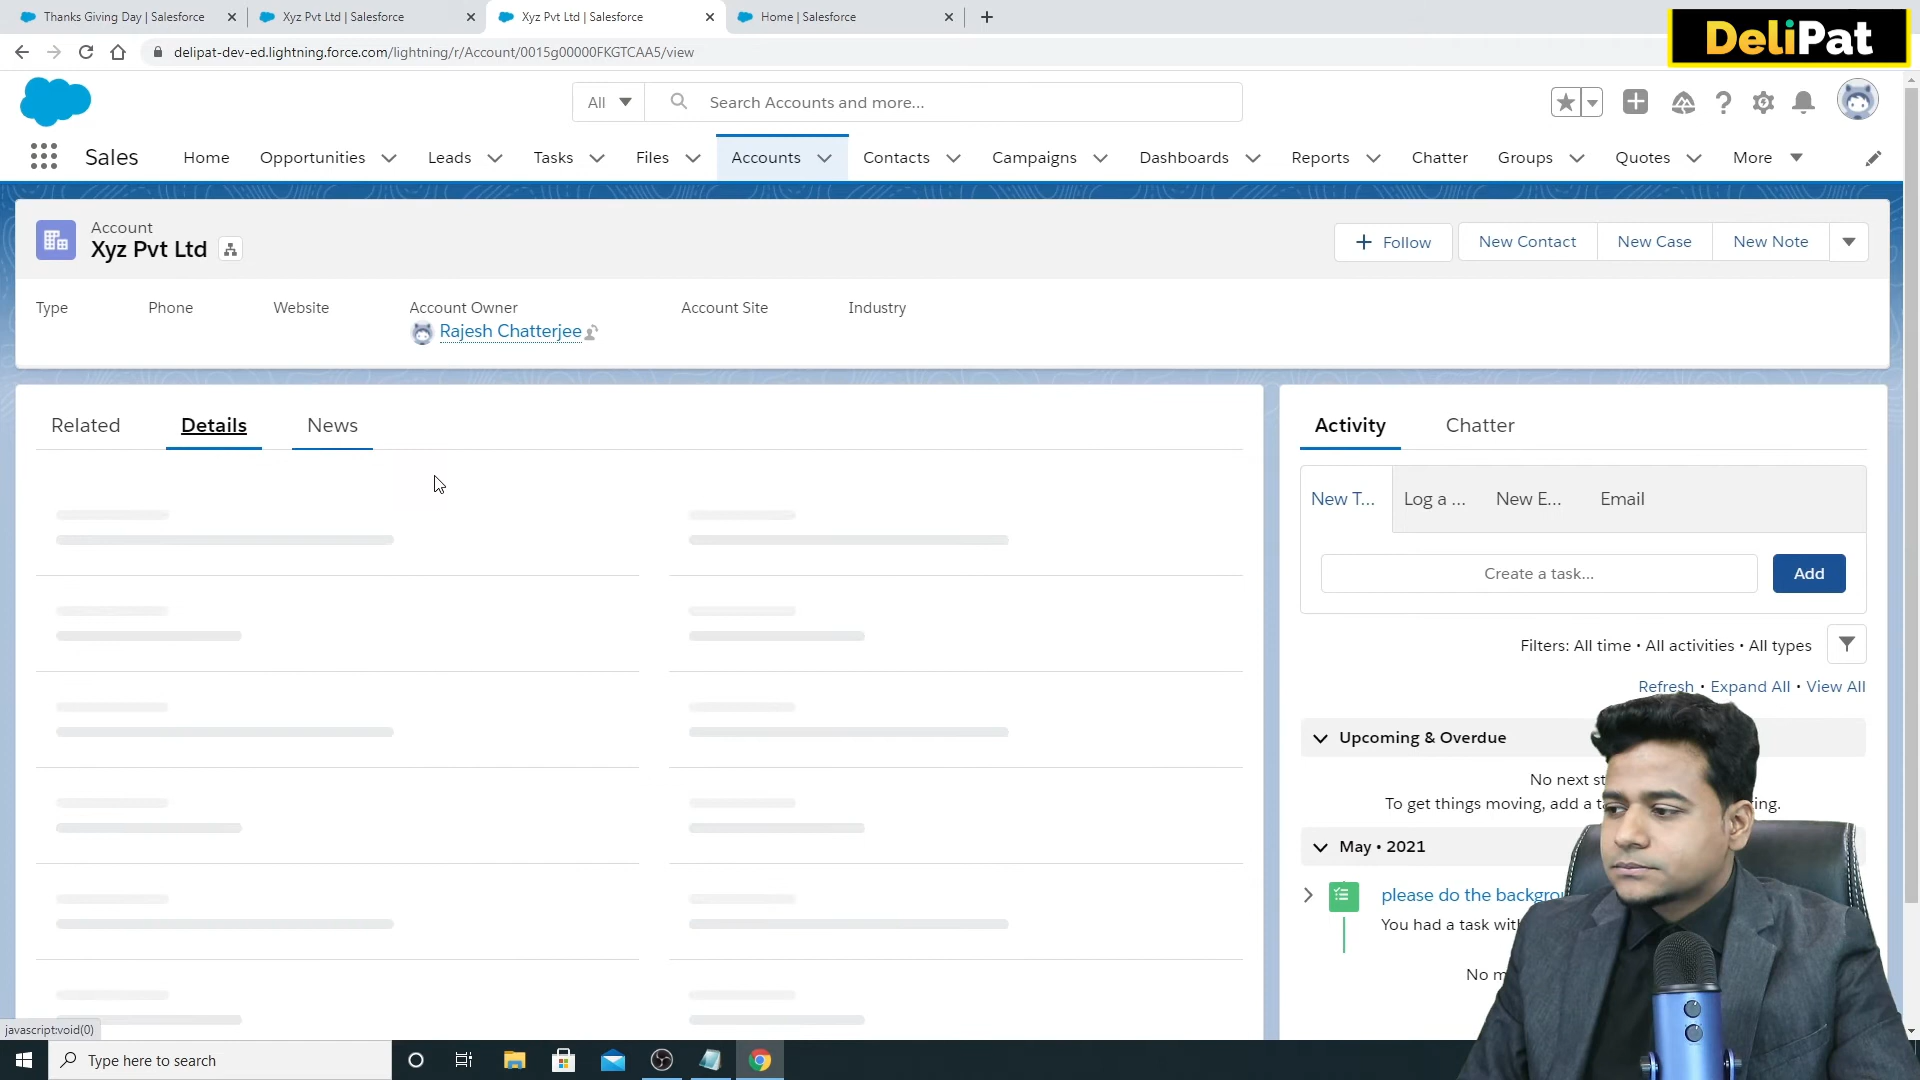 Thanks Giving Day | Salesforce
Xyz Pvt Ltd | Salesforce
Xyz Pvt Ltd | Salesforce
Home | Salesforce
delipat-dev-ed.lightning.force.com/lightning/r/Account/0015g00000FKGTCAA5/view
DeliPat
All
Search Accounts and more...
Sales
Home
Opportunities
Leads
Tasks
Files
Accounts
Contacts
Campaigns
Dashboards
Reports
Chatter
Groups
Quotes
More
Account
Xyz Pvt Ltd
Follow
New Contact
New Case
New Note
Type
Phone
Website
Account Owner
Account Site
Industry
Rajesh Chatterjee
Related
Details
News
Activity
Chatter
New T...
Log a ...
New E...
Email
Create a task...
Add
Filters: All time • All activities • All types
Refresh • Expand All • View All
Upcoming & Overdue
No next
To get things moving, add a
May • 2021
please do the
You had a task
No
javascript:void(0)
Type here to search